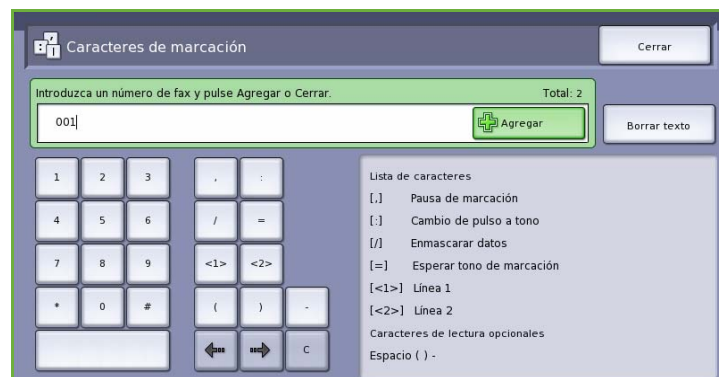 Caracteres de marcación
Cerrar
Introduzca un número de fax y pulse Agregar o Cerrar.
Total: 2
001
Agregar
Borrar texto
1 2 3 , :
4 5 6 / =
7 8 9 <1> <2>
* 0 # ( ) -
C
Lista de caracteres
[,] Pausa de marcación
[:] Cambio de pulso a tono
[/] Enmascarar datos
[=] Esperar tono de marcación
[<1>] Línea 1
[<2>] Línea 2
Caracteres de lectura opcionales
Espacio ( ) -